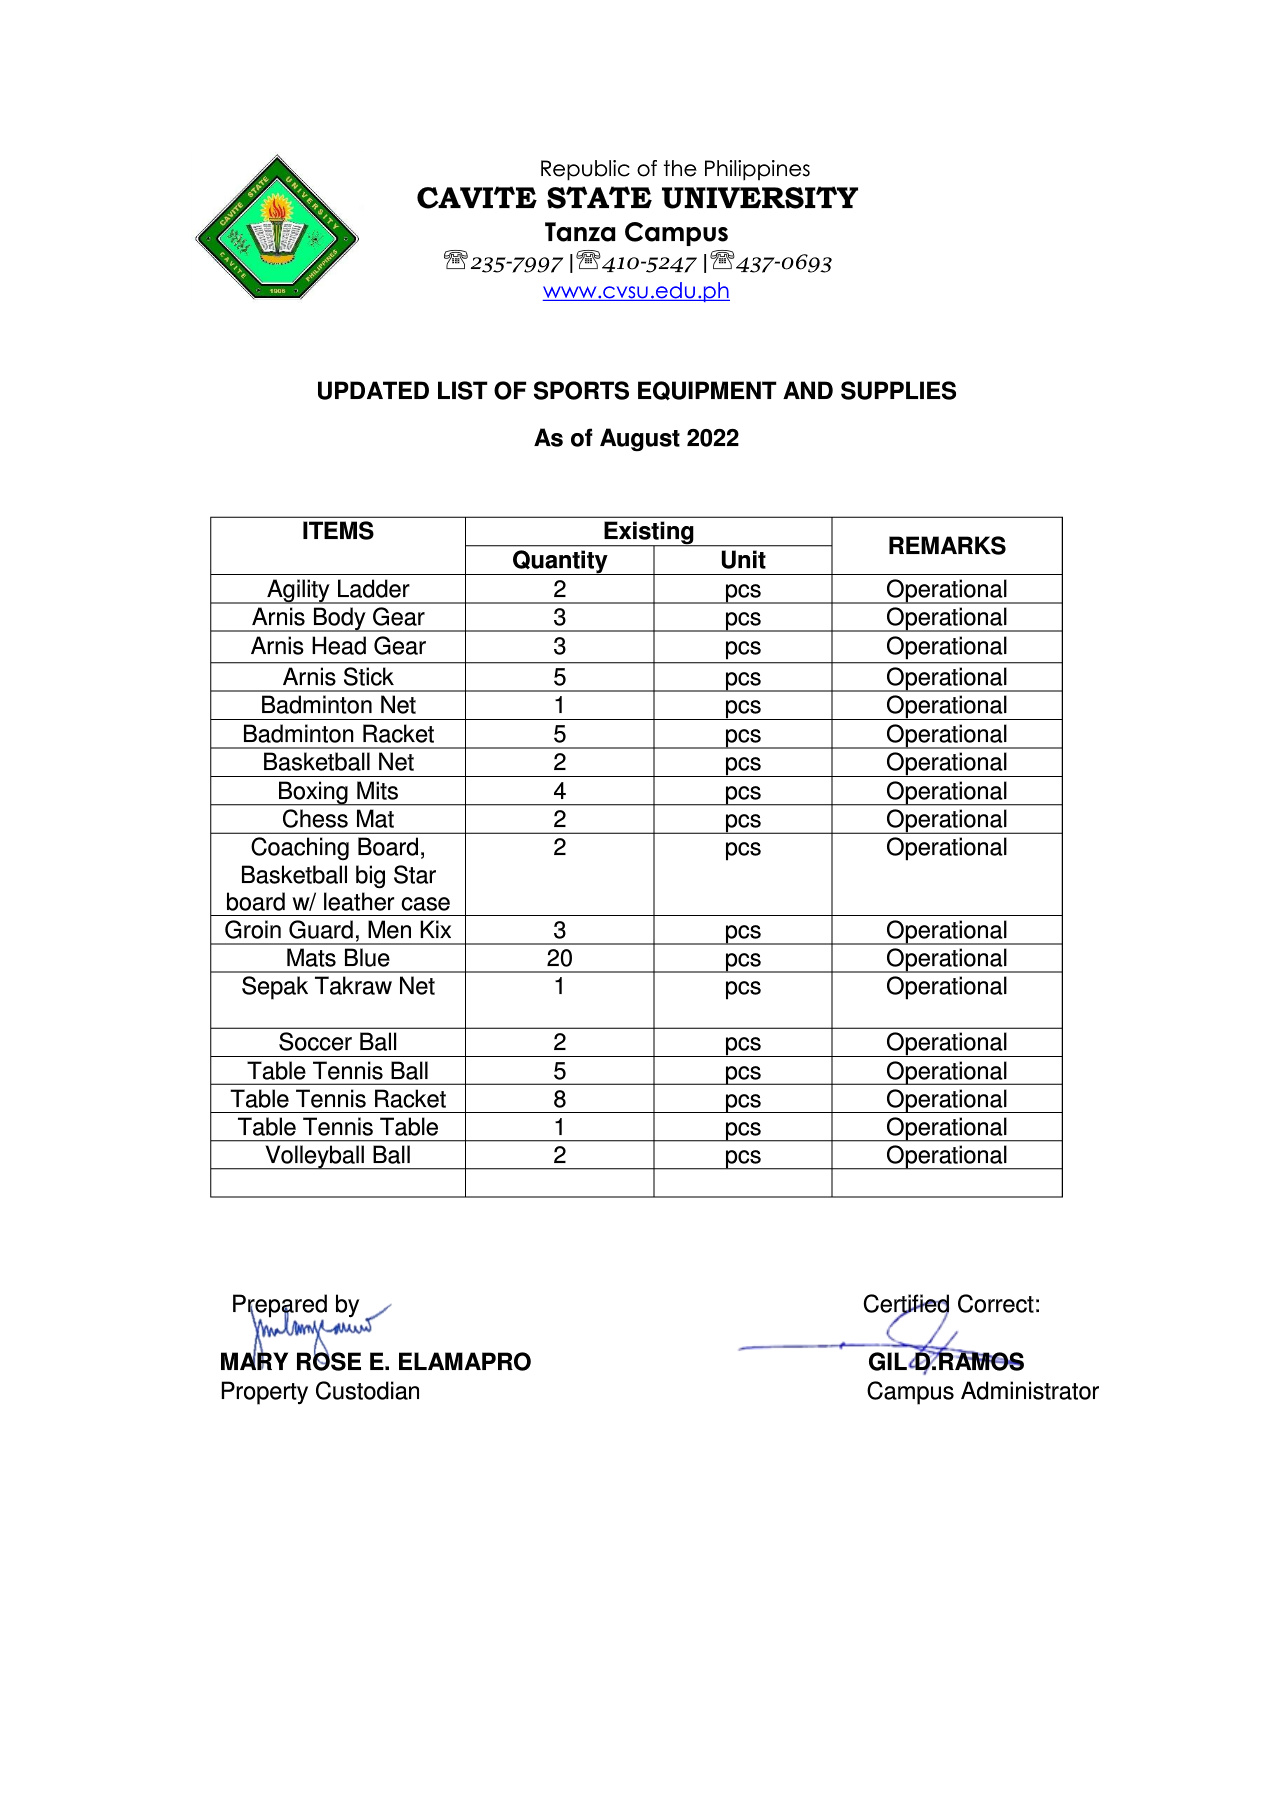 CAVITE STATE UNIVERSITY
CAVITE PHILIPPINES
1906
Republic of the Philippines
CAVITE STATE UNIVERSITY
Tanza Campus
☏235-7997 |☏410-5247 |☏437-0693
www.cvsu.edu.ph
UPDATED LIST OF SPORTS EQUIPMENT AND SUPPLIES
As of August 2022
ITEMS Existing REMARKS
Quantity Unit
Agility Ladder 2 pcs Operational
Arnis Body Gear 3 pcs Operational
Arnis Head Gear 3 pcs Operational
Arnis Stick 5 pcs Operational
Badminton Net 1 pcs Operational
Badminton Racket 5 pcs Operational
Basketball Net 2 pcs Operational
Boxing Mits 4 pcs Operational
Chess Mat 2 pcs Operational
Coaching Board, 2 pcs Operational
Basketball big Star
board w/ leather case
Groin Guard, Men Kix 3 pcs Operational
Mats Blue 20 pcs Operational
Sepak Takraw Net 1 pcs Operational
Soccer Ball 2 pcs Operational
Table Tennis Ball 5 pcs Operational
Table Tennis Racket 8 pcs Operational
Table Tennis Table 1 pcs Operational
Volleyball Ball 2 pcs Operational
Prepared by Certified Correct:
MARY ROSE E. ELAMAPRO GIL D.RAMOS
Property Custodian Campus Administrator